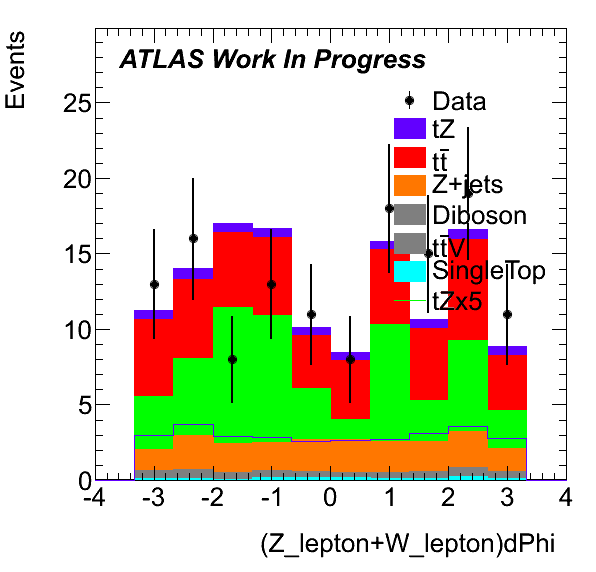 Events
ATLAS Work In Progress
Data
tZ
tt̄
Z+jets
Diboson
tt̄V
SingleTop
tZx5
25
20
15
10
5
0
-4 -3 -2 -1 0 1 2 3 4
(Z_lepton+W_lepton)dPhi